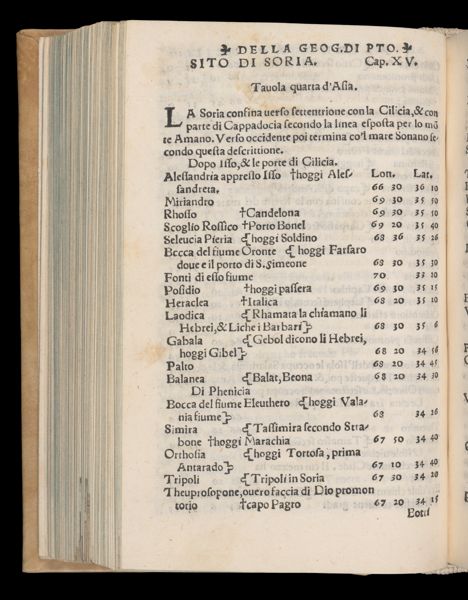 DELLA GEOG. DI PTO.
SITO DI SORIA. Cap. XV.
Tauola quarta d'Asia.
LA Soria confina uerso settentrione con la Cilicia, & con
parte di Cappadocia secondo la linea esposta per lo mō
te Amano. Verso occidente poi termina co'l mare Soriano se
condo questa descrittione.
Dopo Isso, & le porte di Cilicia.
Alessandria appresso Isso †hoggi Ales- Lon. Lat.
sandreta. 66 30 36 10
Miriandro 69 30 35 50
Rhosso †Candelona 69 30 35 50
Scoglio Rossico †Porto Bonel 69 20 35 40
Seleucia Pieria {hoggi Soldino 68 36 35 26
Bocca del fiume Oronte {hoggi Farfaro
doue e il porto di S. Simeone 68 30 35 30
Fonti di esso fiume 70 33 20
Posidio †hoggi passera 69 30 35 15
Heraclea †Italica 68 20 35 10
Laodica {Rhamata la chiamano li
Hebrei, & Liche i Barbari} 68 30 35 6
Gabala {Gebol dicono li Hebrei,
hoggi Gibel} 68 20 34 56
Palto 68 20 34 45
Balanea {Balat, Beona 68 20 34 30
Di Phenicia
Bocca del fiume Eleuthero {hoggi Vala-
nia fiume} 68 34 26
Simira {Tassimira secondo Stra-
bone †hoggi Marachia 67 50 34 40
Orthosia {hoggi Tortosa, prima
Antarado} 67 10 34 40
Tripoli {Tripoli in Soria 67 30 34 20
Theuprosopone, ouero faccia di Dio promon
torio †capo Pagro 67 20 34 15